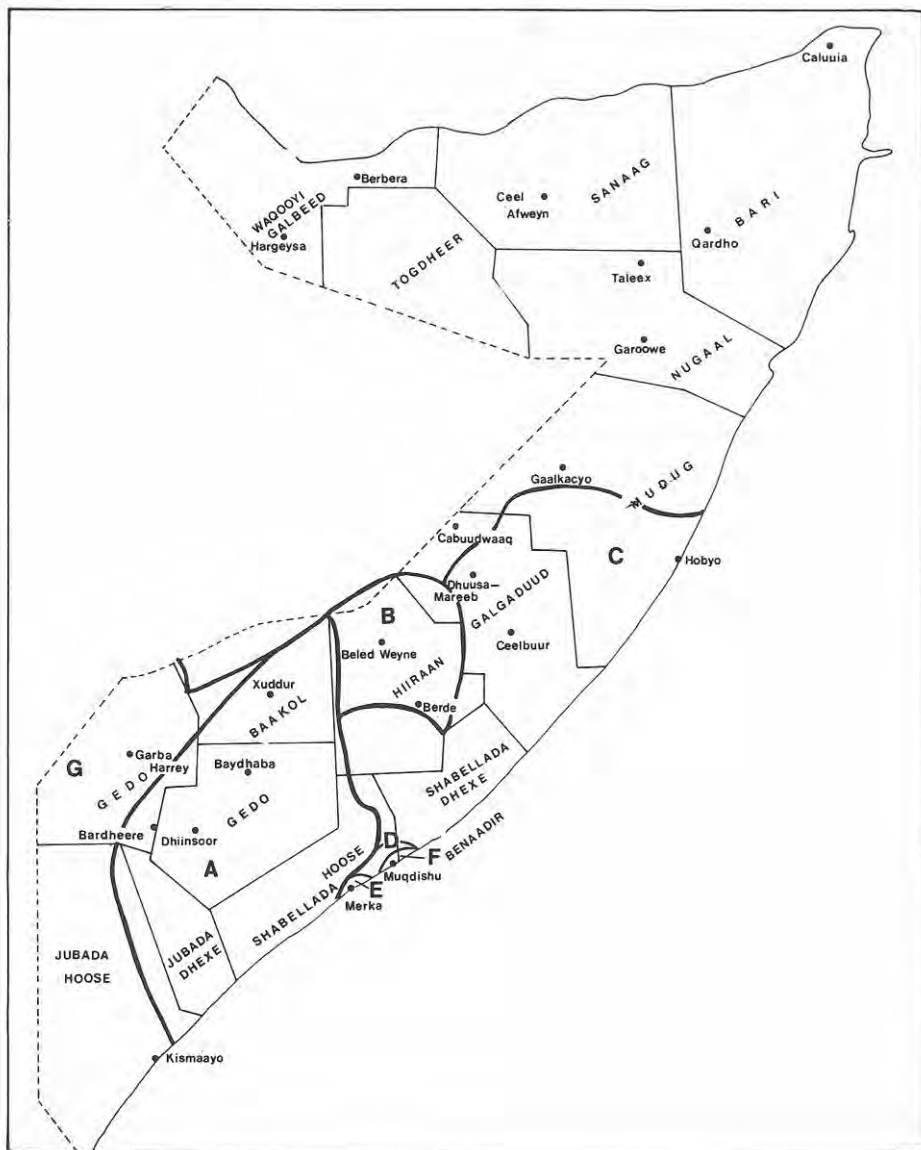 Caluuia
Berbera
WAQOOYI
GALBEED
Hargeysa
TOGDHEER
Ceel
Afweyn
SANAAG
BARI
Qardho
Taleex
Garoowe
NUGAAL
Gaalkacyo
MUDUG
Cabuudwaaq
C
Hobyo
Dhuusa–
Mareeb
GALGADUUD
Ceelbuur
B
Beled Weyne
HIIRAAN
Berde
Xuddur
BAAKOL
G
Garba
Harrey
GEDO
Baydhaba
GEDO
Bardheere
Dhiinsoor
A
SHABELLADA
DHEXE
BENAADIR
D
F
Muqdishu
E
Merka
SHABELLADA HOOSE
JUBADA
DHEXE
JUBADA
HOOSE
Kismaayo